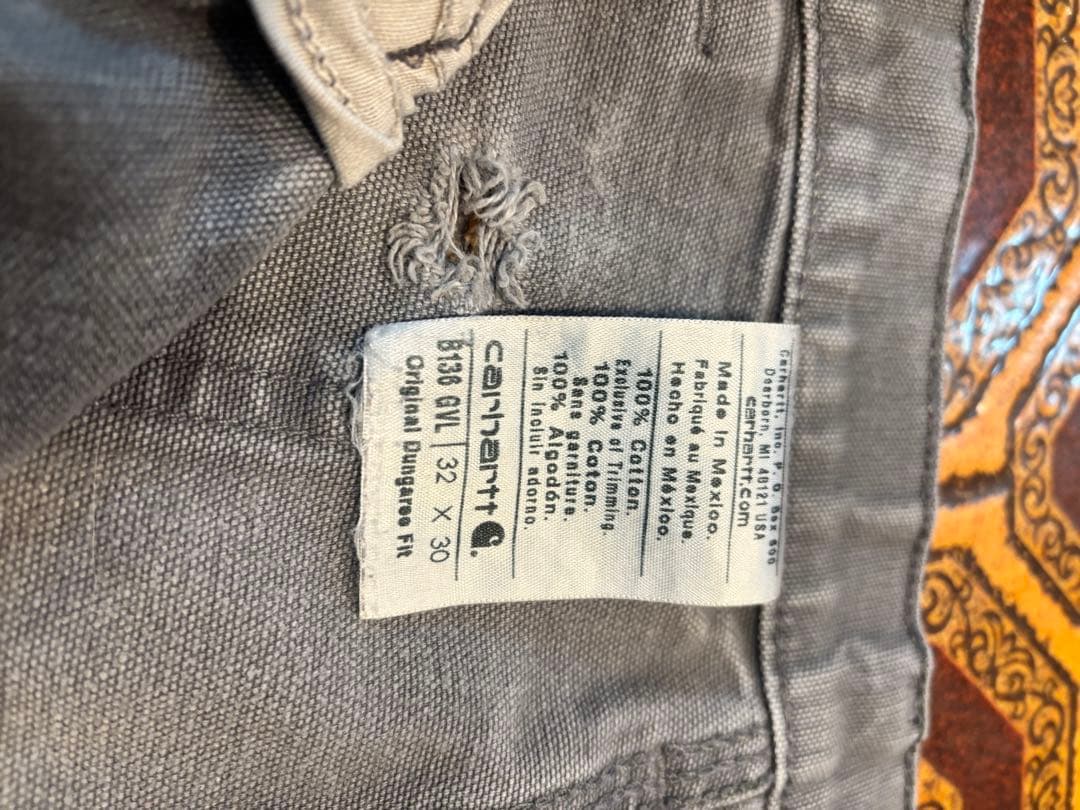 Carhartt, Inc. P. O. Box 600
Dearborn, MI 48121 USA
carhartt.com
Made in Mexico.
Fabriqué au Mexique.
Hecho en México.
100% Cotton.
Exclusive of Trimming.
100% Coton.
Sans garniture.
100% Algodón.
Sin incluir adorno.
carhartt
B136 GVL | 32 X 30
Original Dungaree Fit